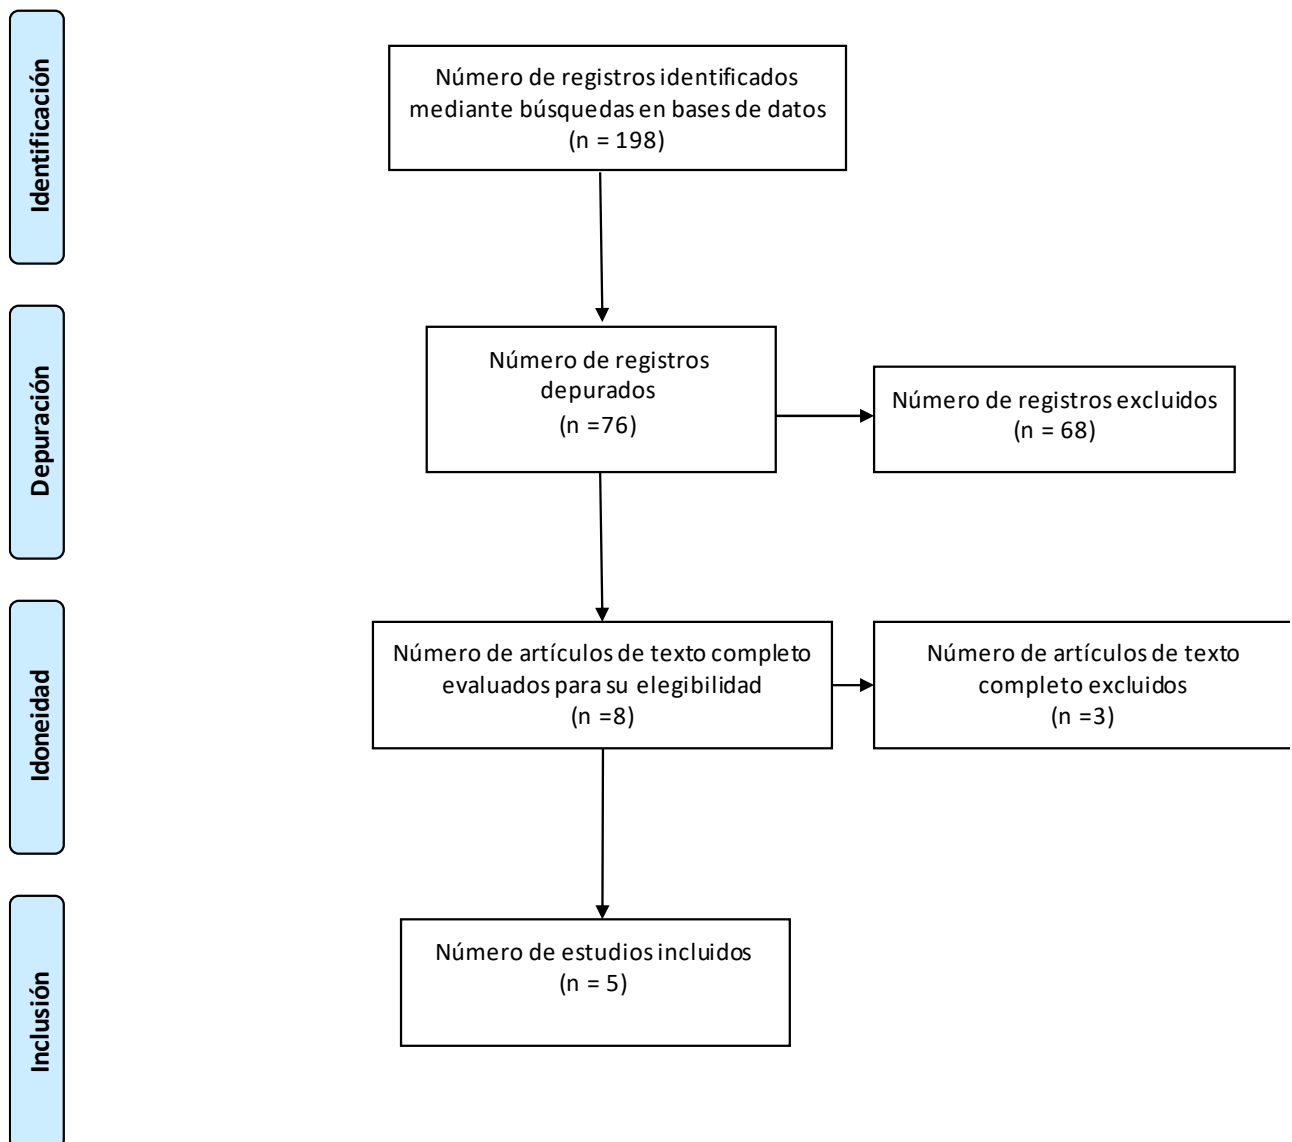 Identificación
Número de registros identificados
mediante búsquedas en bases de datos
(n = 198)
Depuración
Número de registros
depurados
(n =76)
Número de registros excluidos
(n = 68)
Idoneidad
Número de artículos de texto completo
evaluados para su elegibilidad
(n =8)
Número de artículos de texto
completo excluidos
(n =3)
Inclusión
Número de estudios incluidos
(n = 5)